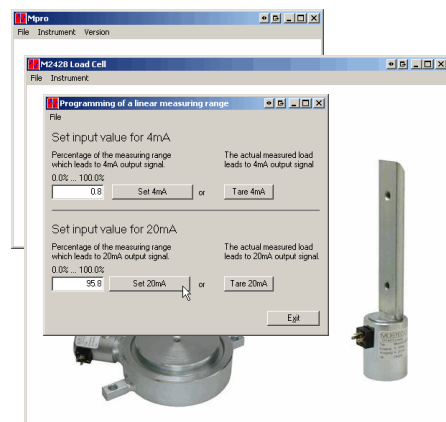 Mpro
File Instrument Version
M2428 Load Cell
File Instrument
Programming of a linear measuring range
File
Set input value for 4mA
Percentage of the measuring range
which leads to 4mA output signal.
0.0% ... 100.0%
The actual measured load
leads to 4mA output signal
0.8 Set 4mA or Tare 4mA
Set input value for 20mA
Percentage of the measuring range
which leads to 20mA output signal.
0.0% ... 100.0%
The actual measured load
leads to 20mA output signal.
95.8 Set 20mA or Tare 20mA
Exit